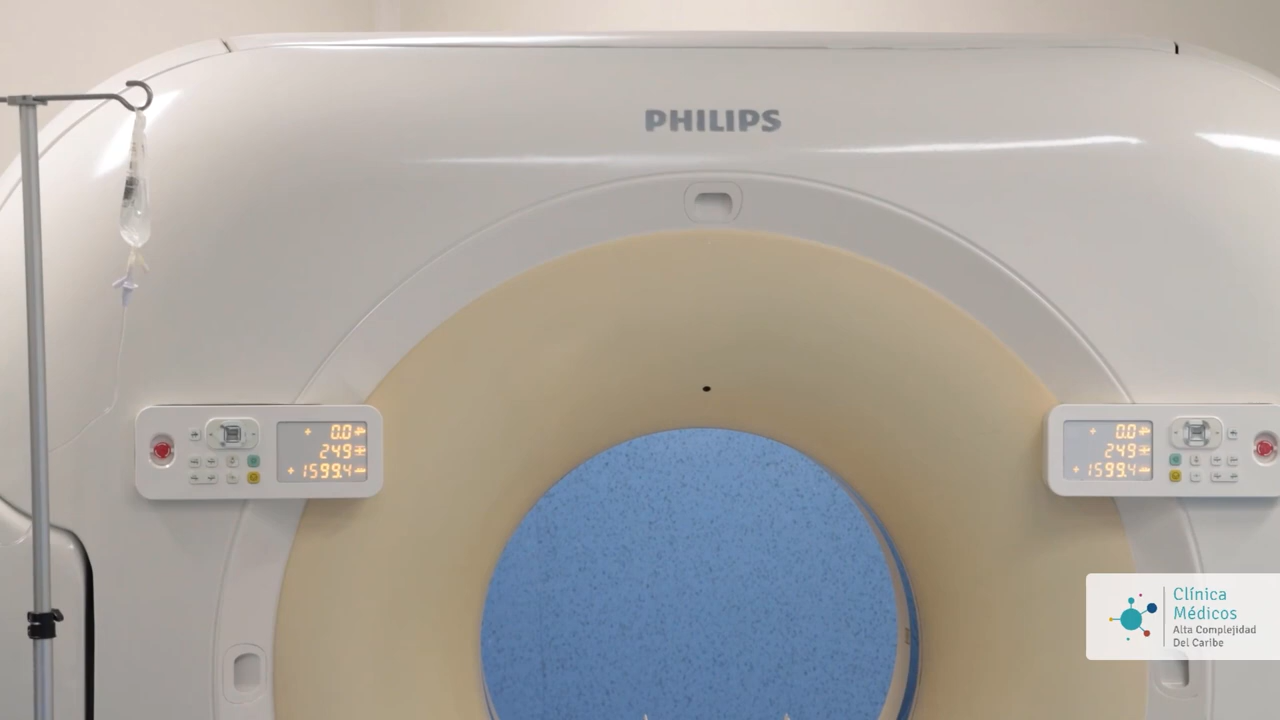 PHILIPS
+ 0.0
249
+1599.4
+ 0.0
249
+1599.4
Clínica
Médicos
Alta Complejidad
Del Caribe